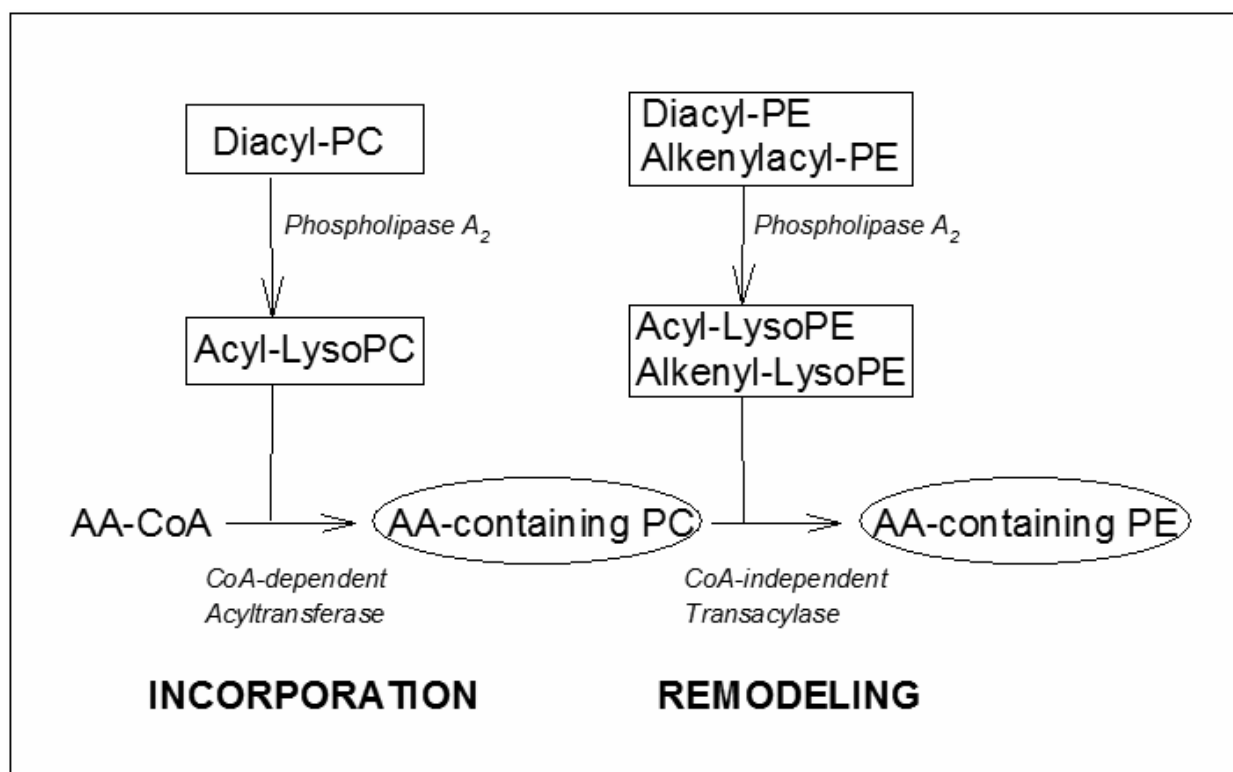 Diacyl-PC
Phospholipase A2
Acyl-LysoPC
AA-CoA
CoA-dependent
Acyltransferase
AA-containing PC
INCORPORATION
Diacyl-PE
Alkenylacyl-PE
Phospholipase A2
Acyl-LysoPE
Alkenyl-LysoPE
CoA-independent
Transacylase
AA-containing PE
REMODELING